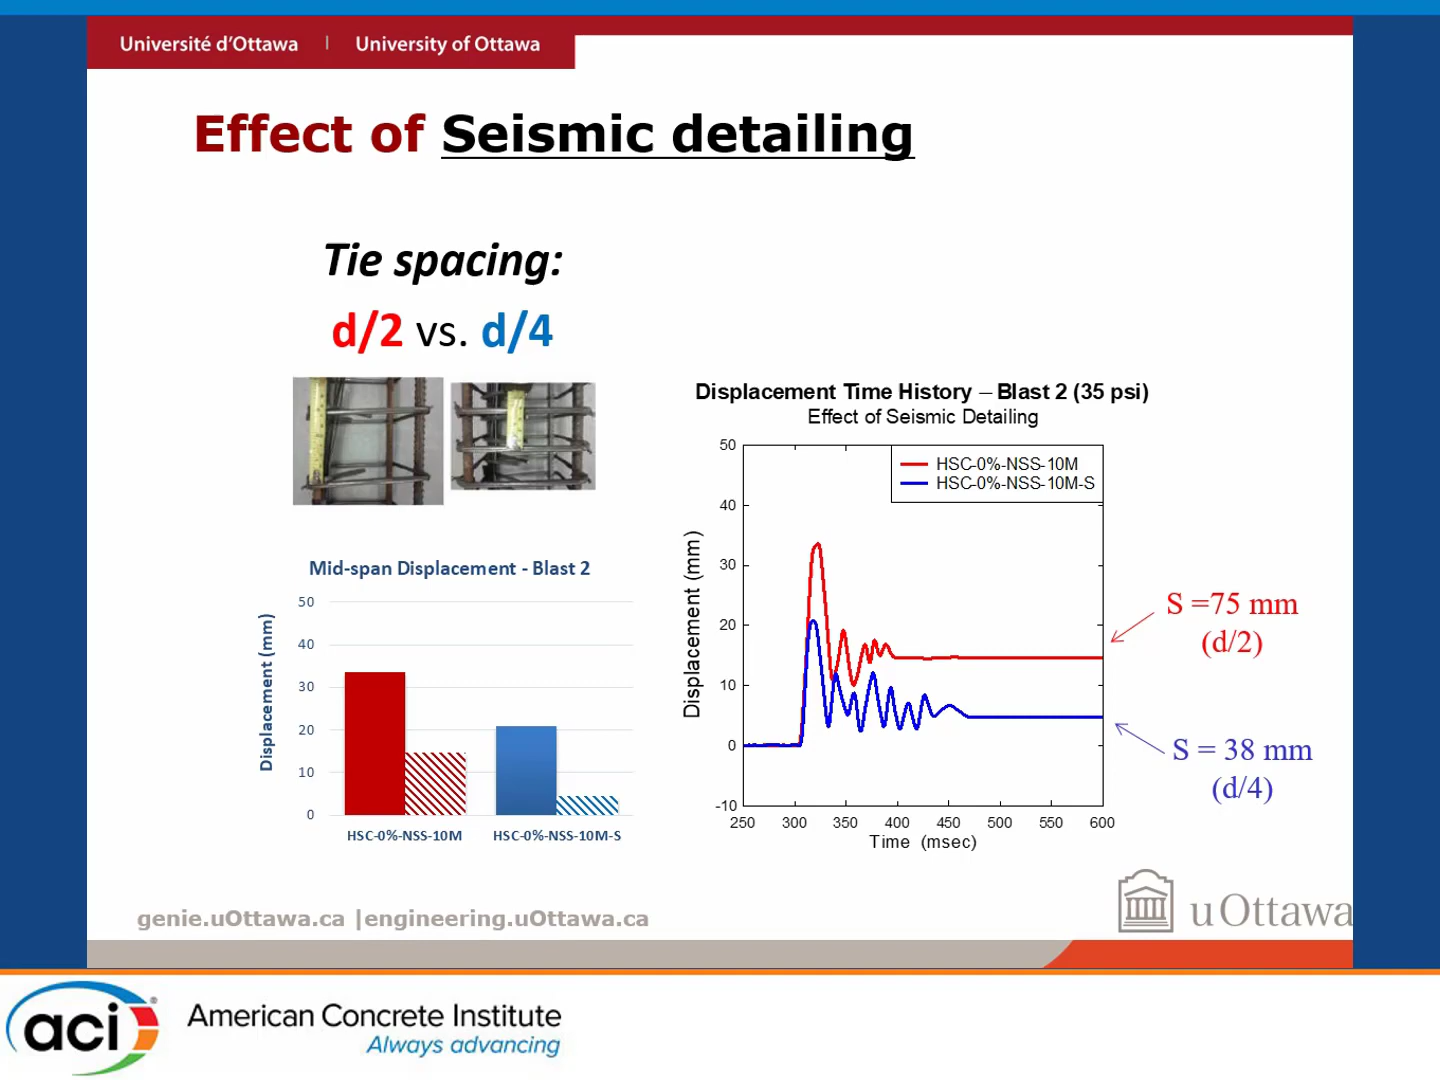 Université d'Ottawa | University of Ottawa
Effect of Seismic detailing
Tie spacing:
d/2 vs. d/4
Mid-span Displacement - Blast 2
Displacement (mm)
50
40
30
20
10
0
HSC-0%-NSS-10M
HSC-0%-NSS-10M-S
Displacement Time History – Blast 2 (35 psi)
Effect of Seismic Detailing
HSC-0%-NSS-10M
HSC-0%-NSS-10M-S
Displacement (mm)
50
40
30
20
10
0
-10
250 300 350 400 450 500 550 600
Time (msec)
S =75 mm
(d/2)
S = 38 mm
(d/4)
genie.uOttawa.ca |engineering.uOttawa.ca
uOttawa
aci®
American Concrete Institute
Always advancing